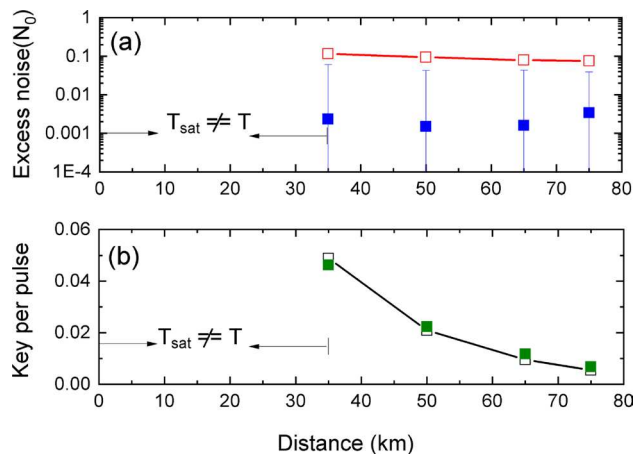 (a)
Excess noise(N0)
1
0.1
0.01
0.001
1E-4
Tsat ≠ T
0 10 20 30 40 50 60 70 80
(b)
Key per pulse
0.06
0.04
0.02
0.00
Tsat ≠ T
0 10 20 30 40 50 60 70 80
Distance (km)